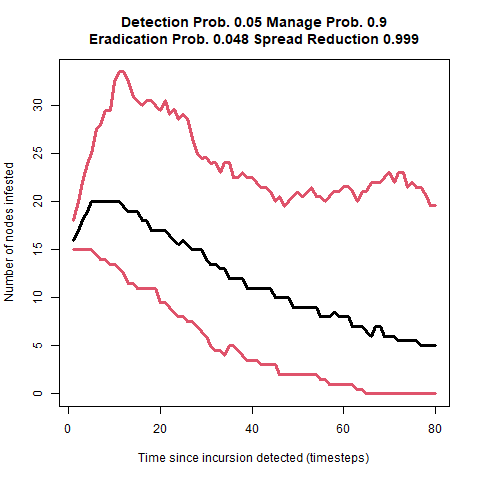 Detection Prob. 0.05 Manage Prob. 0.9
Eradication Prob. 0.048 Spread Reduction 0.999
Number of nodes infested
30
25
20
15
10
5
0
0 20 40 60 80
Time since incursion detected (timesteps)